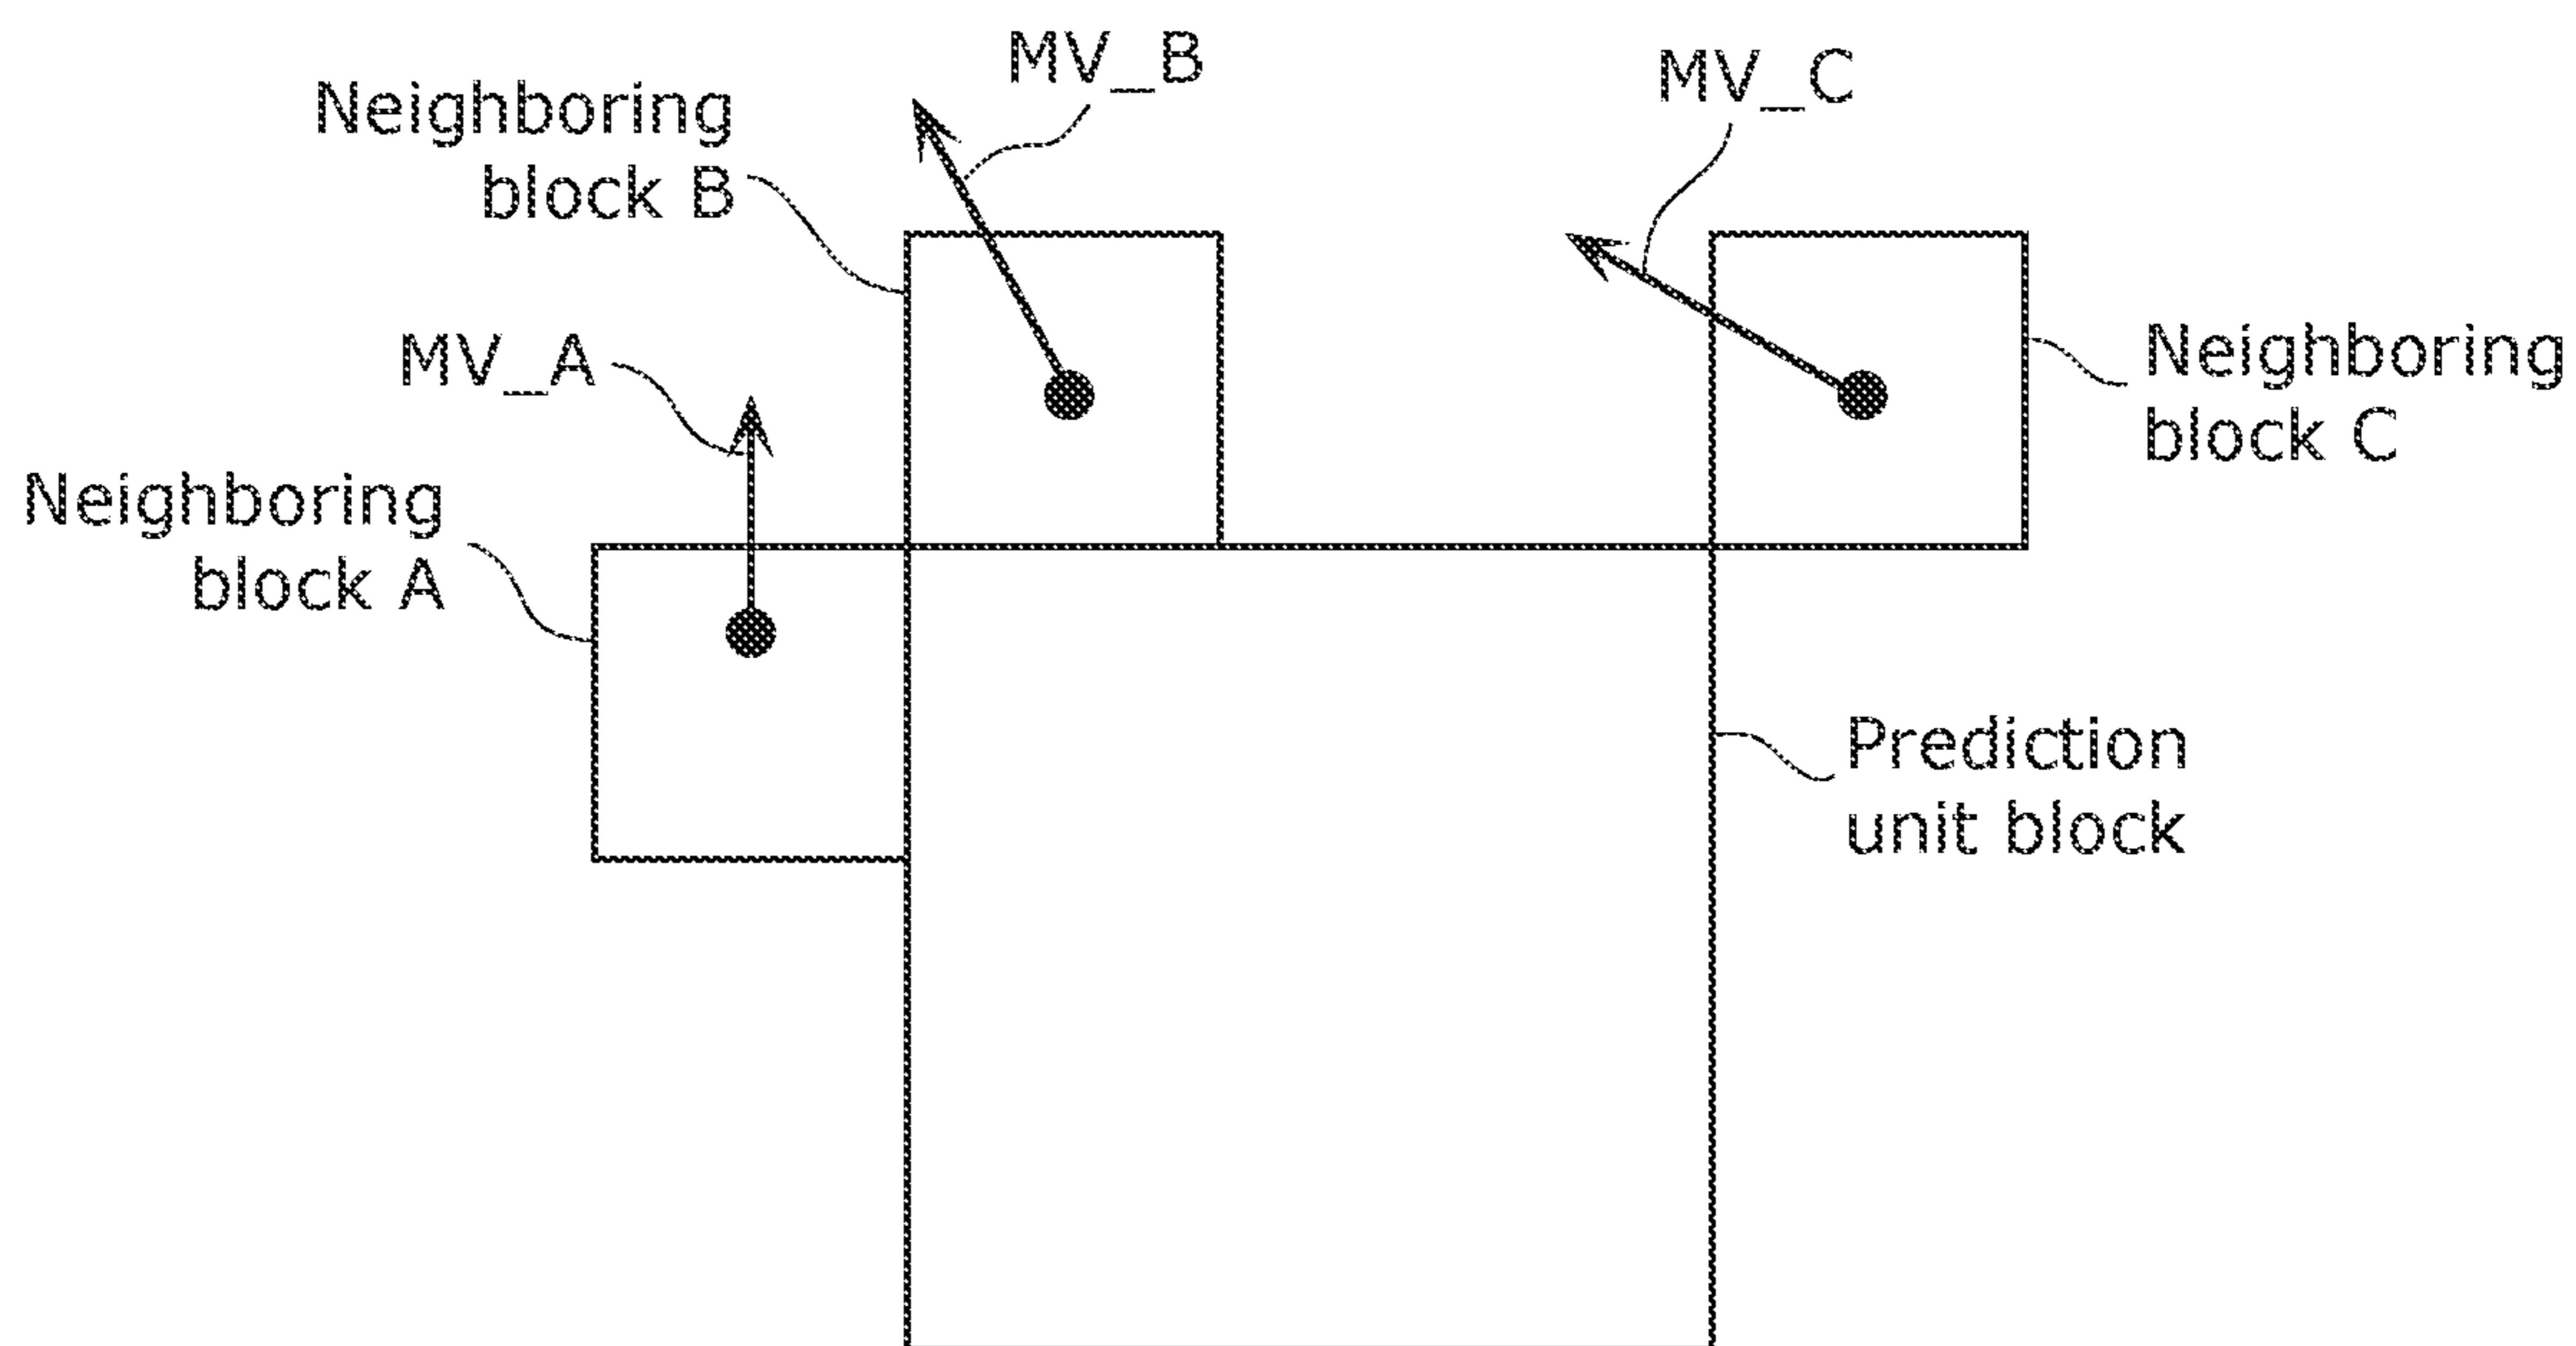 MV_B
MV_C
Neighboring
block B
MV_A
Neighboring
block C
Neighboring
block A
Prediction
unit block